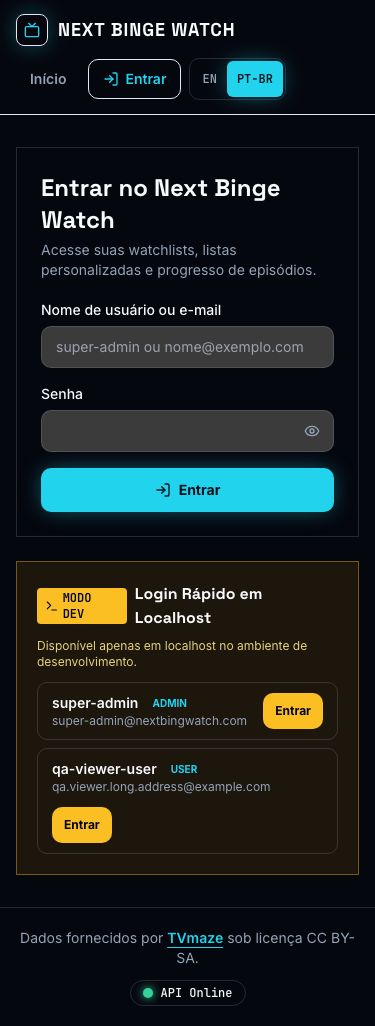 NEXT BINGE WATCH
Início
Entrar
EN
PT-BR
Entrar no Next Binge
Watch
Acesse suas watchlists, listas
personalizadas e progresso de episódios.
Nome de usuário ou e-mail
super-admin ou nome@exemplo.com
Senha
Entrar
MODO
DEV
Login Rápido em
Localhost
Disponível apenas em localhost no ambiente de
desenvolvimento.
super-admin ADMIN
super-admin@nextbingwatch.com
Entrar
qa-viewer-user USER
qa.viewer.long.address@example.com
Entrar
Dados fornecidos por TVmaze sob licença CC BY-
SA.
API Online